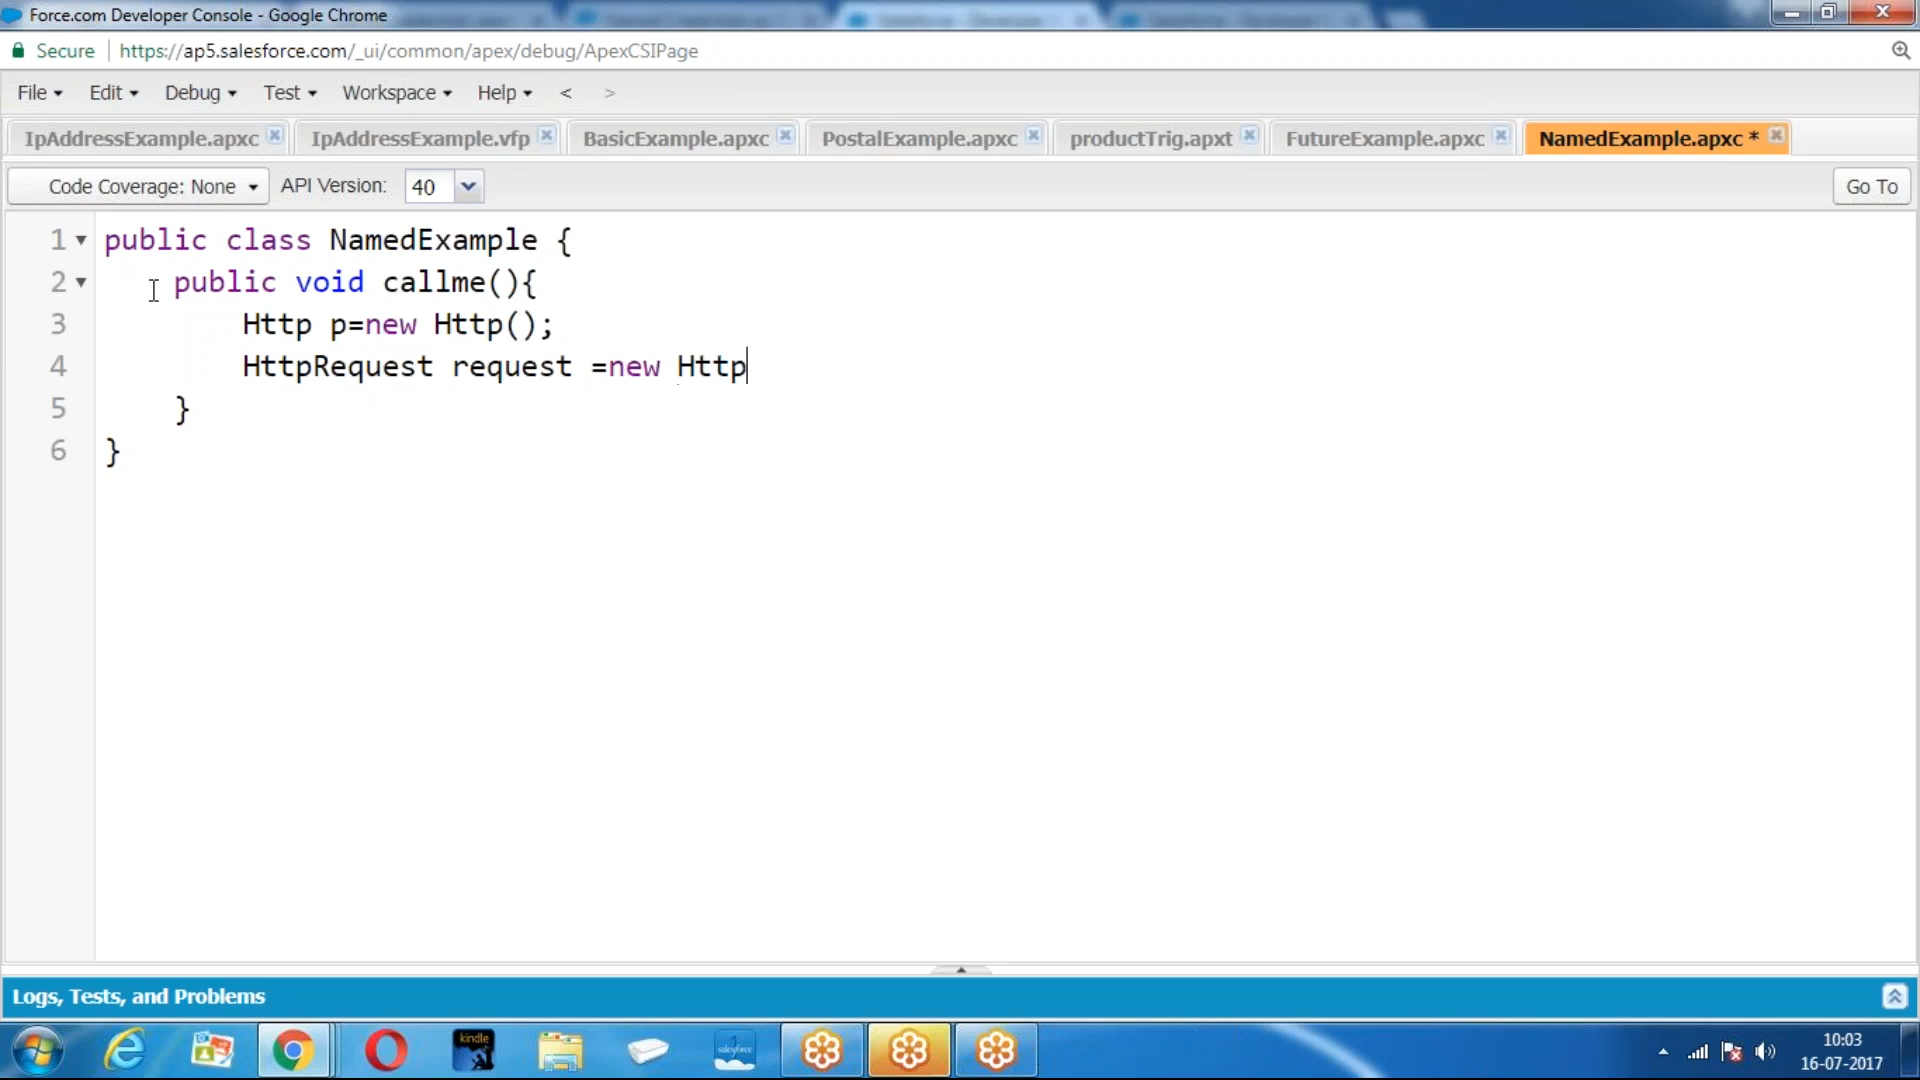 Force.com Developer Console - Google Chrome
Secure https://ap5.salesforce.com/_ui/common/apex/debug/ApexCSIPage
File Edit Debug Test Workspace Help < >
IpAddressExample.apxc IpAddressExample.vfp BasicExample.apxc PostalExample.apxc productTrig.apxt FutureExample.apxc NamedExample.apxc *
Code Coverage: None API Version: 40 Go To
1 public class NamedExample {
2 public void callme(){
3 Http p=new Http();
4 HttpRequest request =new Http
5 }
6 }
Logs, Tests, and Problems
kindle
salesforce
10:03
16-07-2017